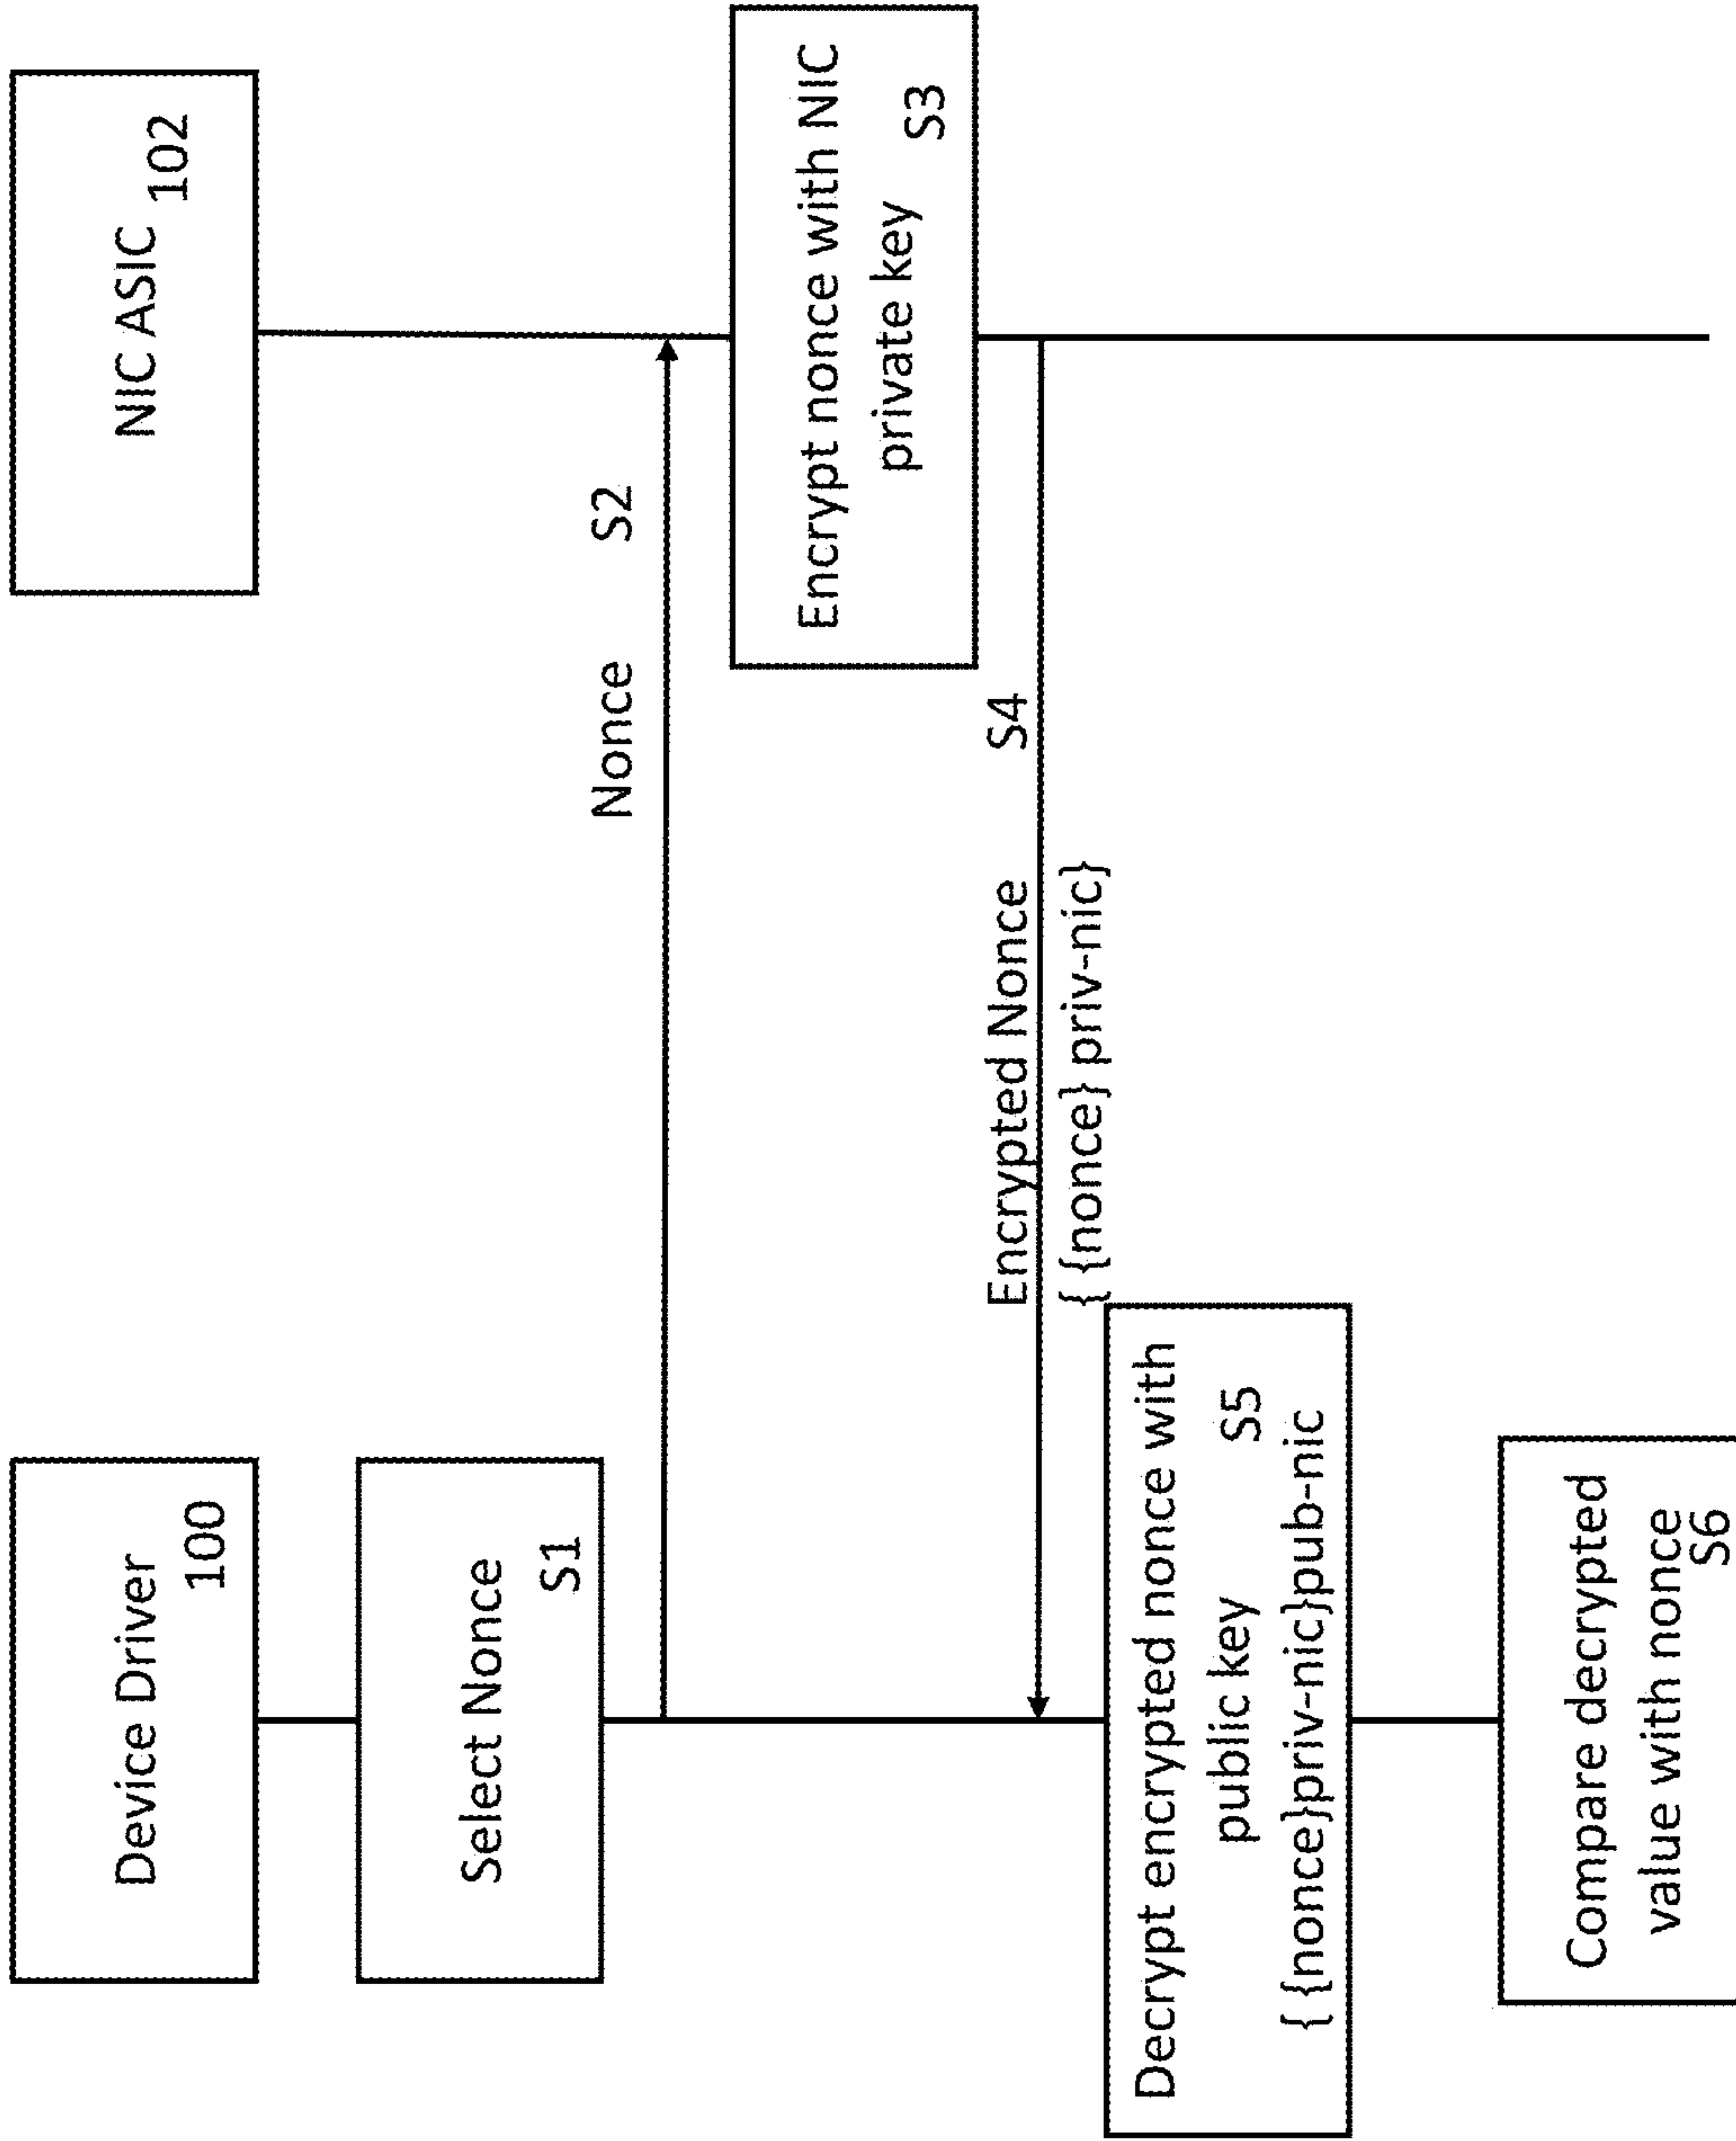 Device Driver
100
NIC ASIC
102
Select Nonce
S1
Nonce S2
Encrypt nonce with NIC
private key S3
Encrypted Nonce S4
{ {nonce} priv-nic}
Decrypt encrypted nonce with
public key S5
{ {nonce}priv-nic}pub-nic
Compare decrypted
value with nonce
S6